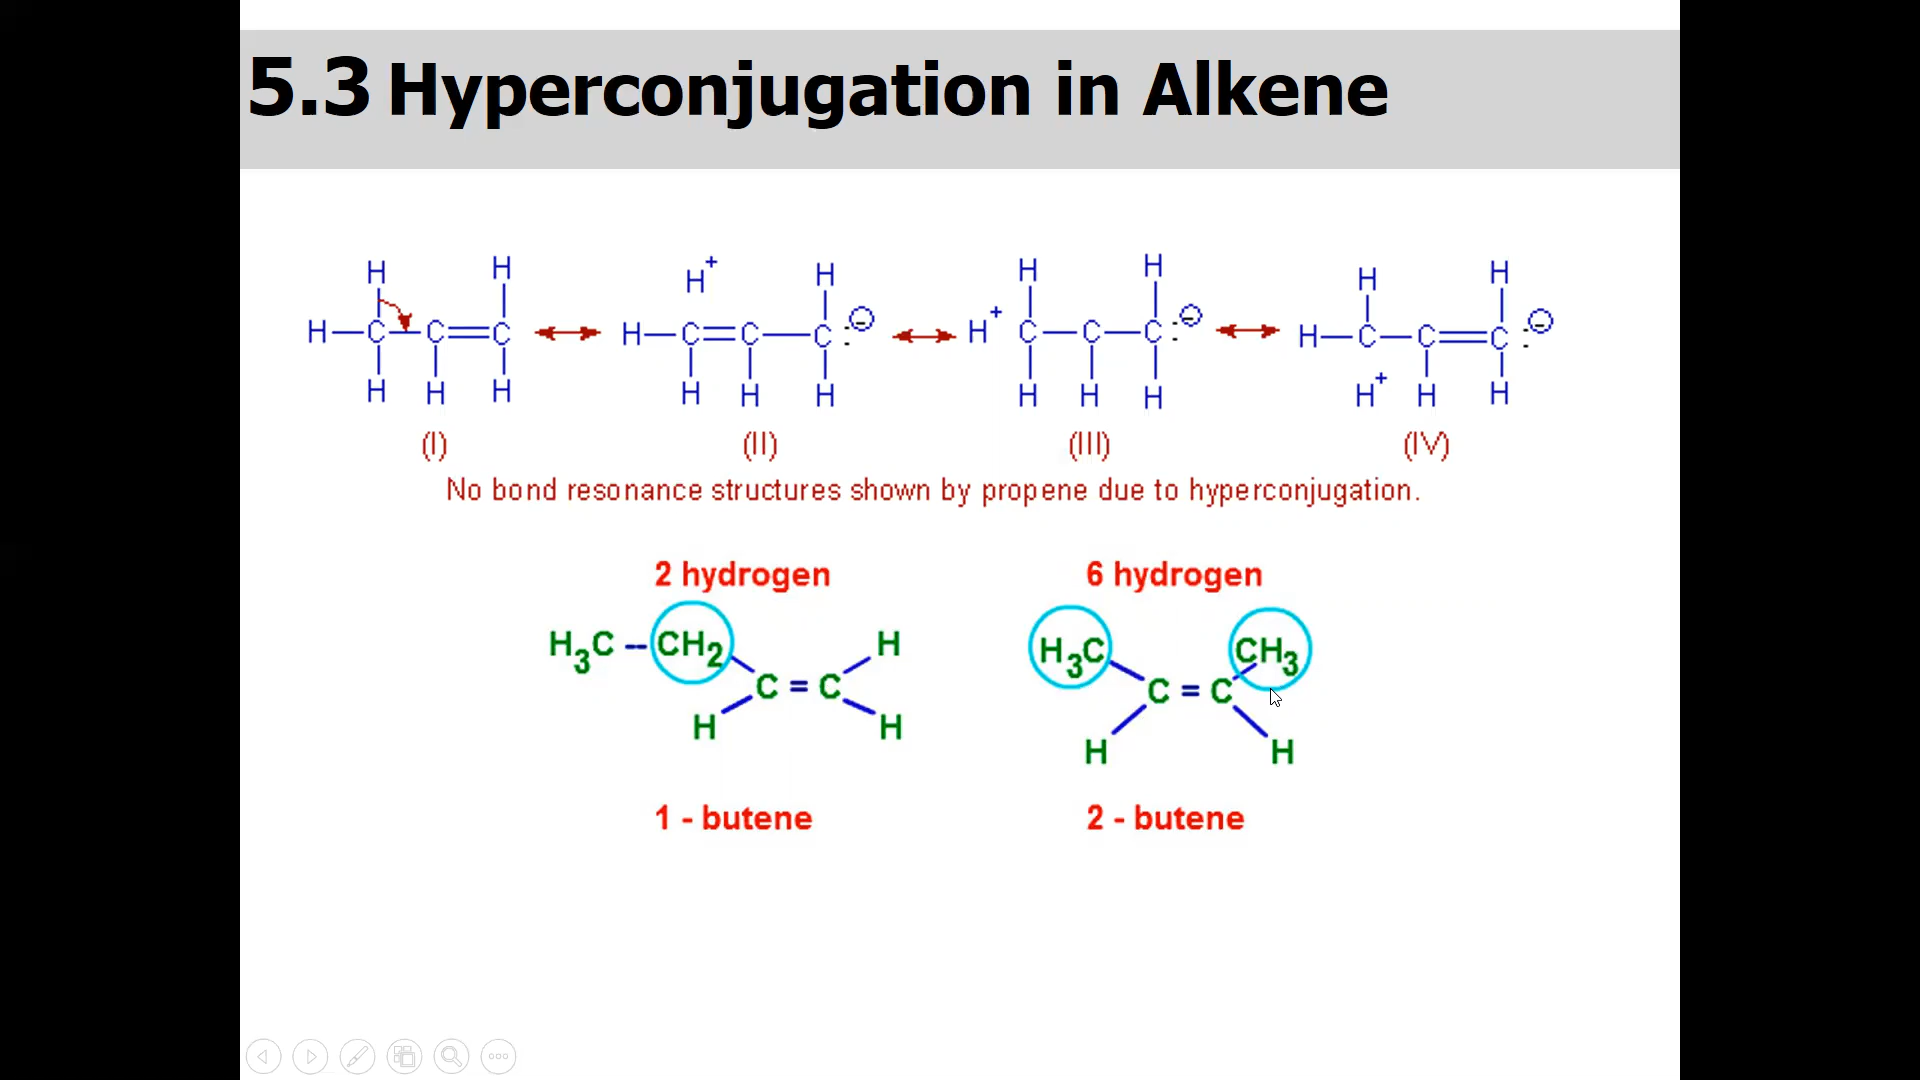 5.3 Hyperconjugation in Alkene
H H H+ H H H H H
H C C C H C C C - H+ C C C - H C C C -
H H H H H H H H H H+ H H
(I) (II) (III) (IV)
No bond resonance structures shown by propene due to hyperconjugation.
2 hydrogen 6 hydrogen
H3C -- CH2 H H3C CH3
C = C C = C
H H H H
1 - butene 2 - butene